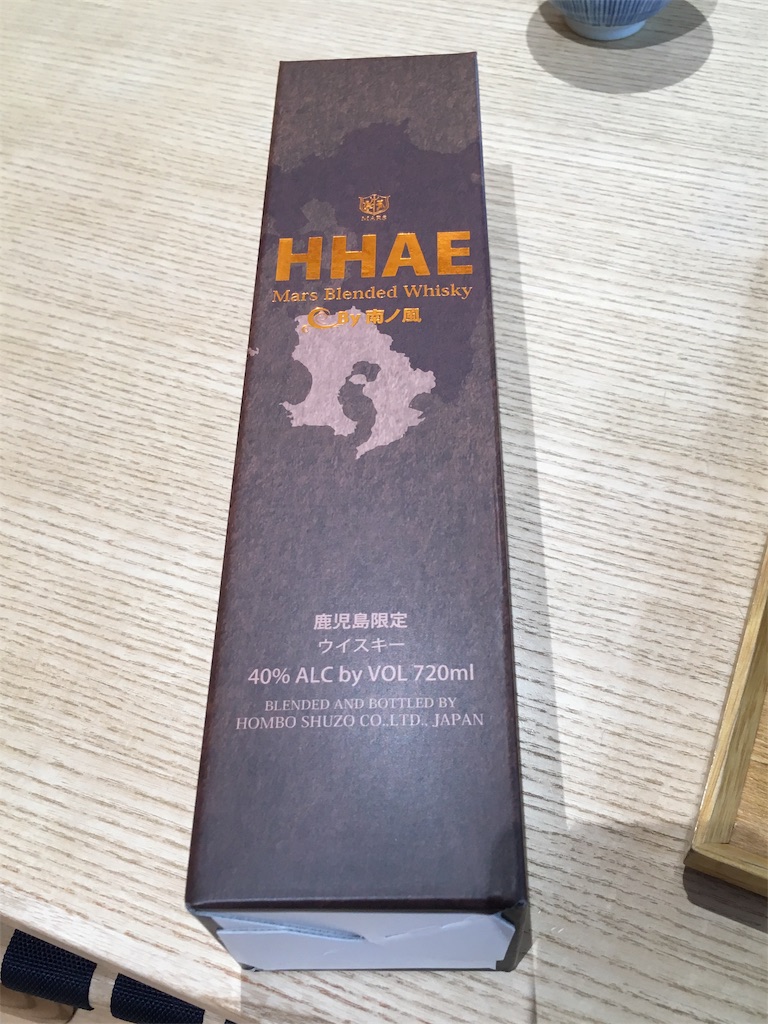 MARS
HHAE
Mars Blended Whisky
By 南ノ風
鹿児島限定
ウイスキー
40% ALC by VOL 720ml
BLENDED AND BOTTLED BY
HOMBO SHUZO CO.,LTD., JAPAN